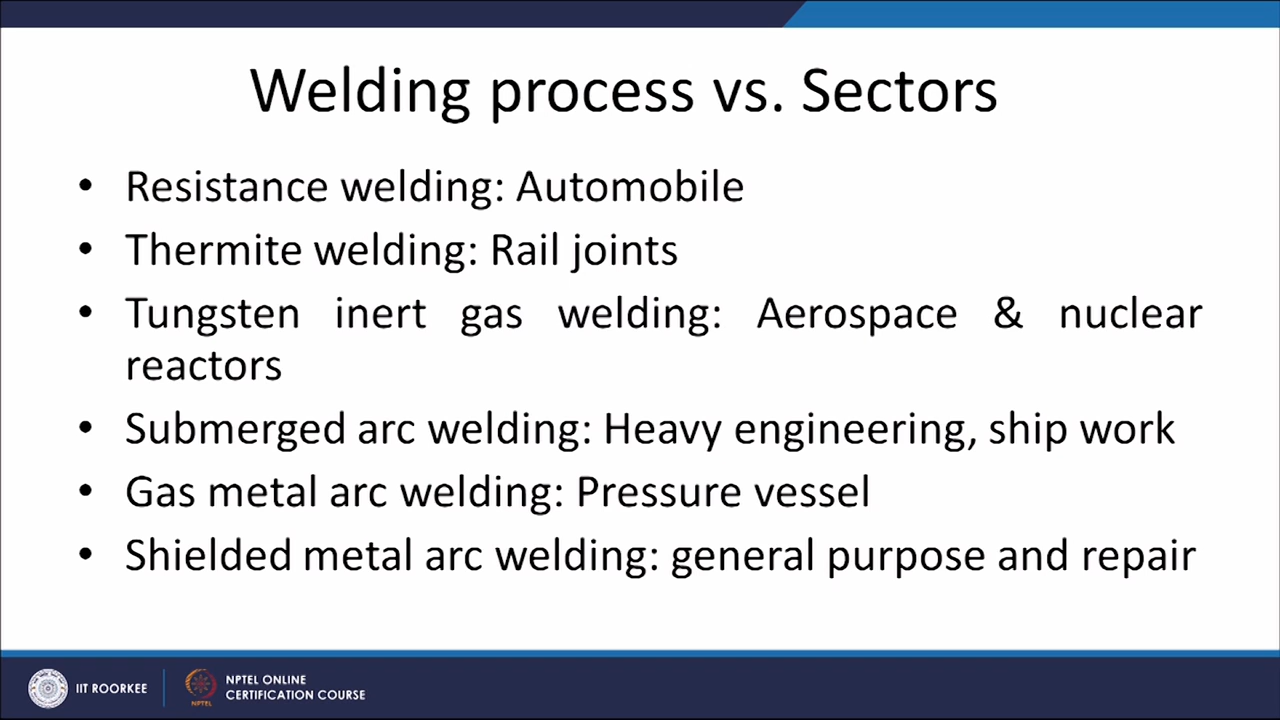 Welding process vs. Sectors
• Resistance welding: Automobile
• Thermite welding: Rail joints
• Tungsten inert gas welding: Aerospace & nuclear
reactors
• Submerged arc welding: Heavy engineering, ship work
• Gas metal arc welding: Pressure vessel
• Shielded metal arc welding: general purpose and repair
IIT ROORKEE
NPTEL
NPTEL ONLINE
CERTIFICATION COURSE